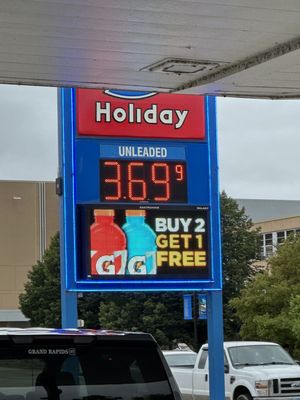 Holiday
UNLEADED
3.69 9
BUY 2
GET 1
FREE
G G
GRAND RAPIDS